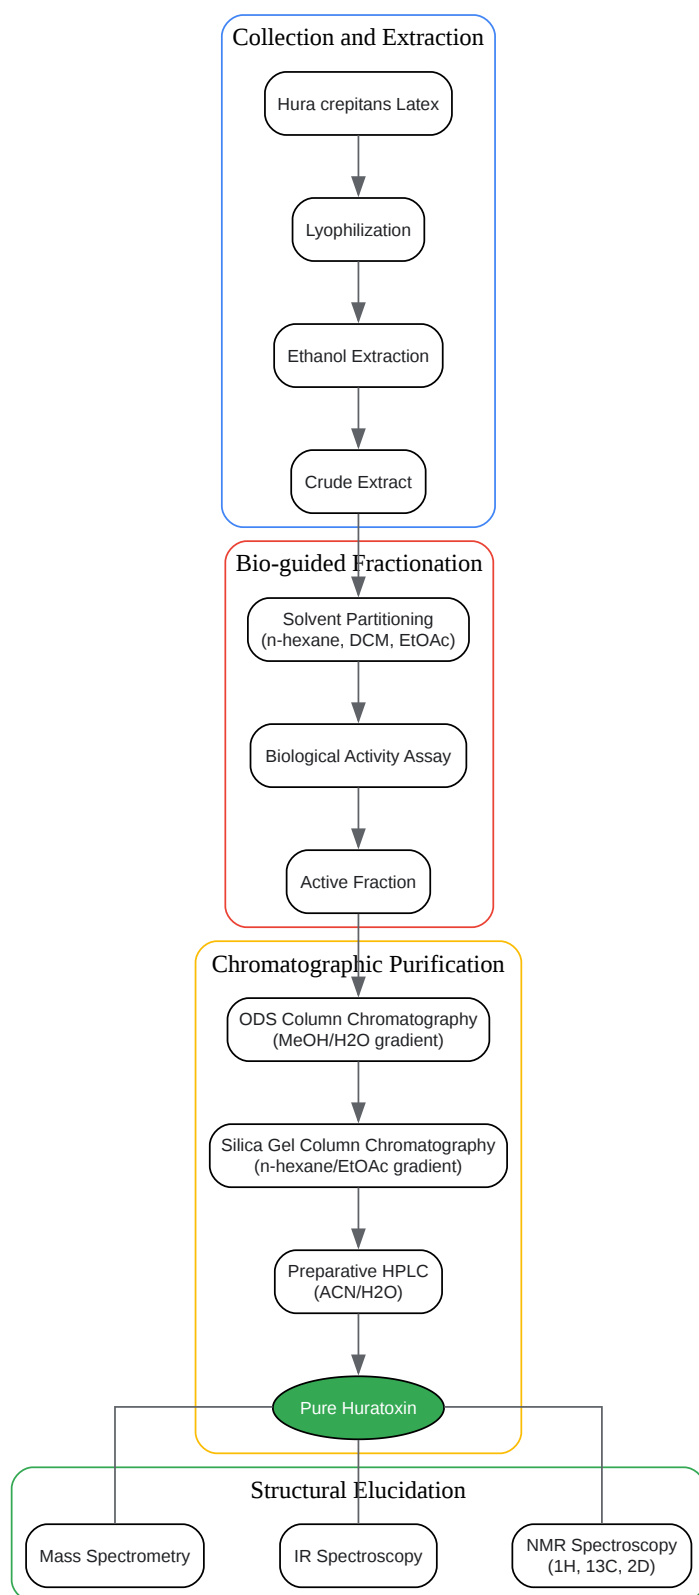 Collection and Extraction
Hura crepitans Latex
Lyophilization
Ethanol Extraction
Crude Extract
Bio-guided Fractionation
Solvent Partitioning
(n-hexane, DCM, EtOAc)
Biological Activity Assay
Active Fraction
Chromatographic Purification
ODS Column Chromatography
(MeOH/H2O gradient)
Silica Gel Column Chromatography
(n-hexane/EtOAc gradient)
Preparative HPLC
(ACN/H2O)
Pure Huratoxin
Structural Elucidation
Mass Spectrometry
IR Spectroscopy
NMR Spectroscopy
(1H, 13C, 2D)